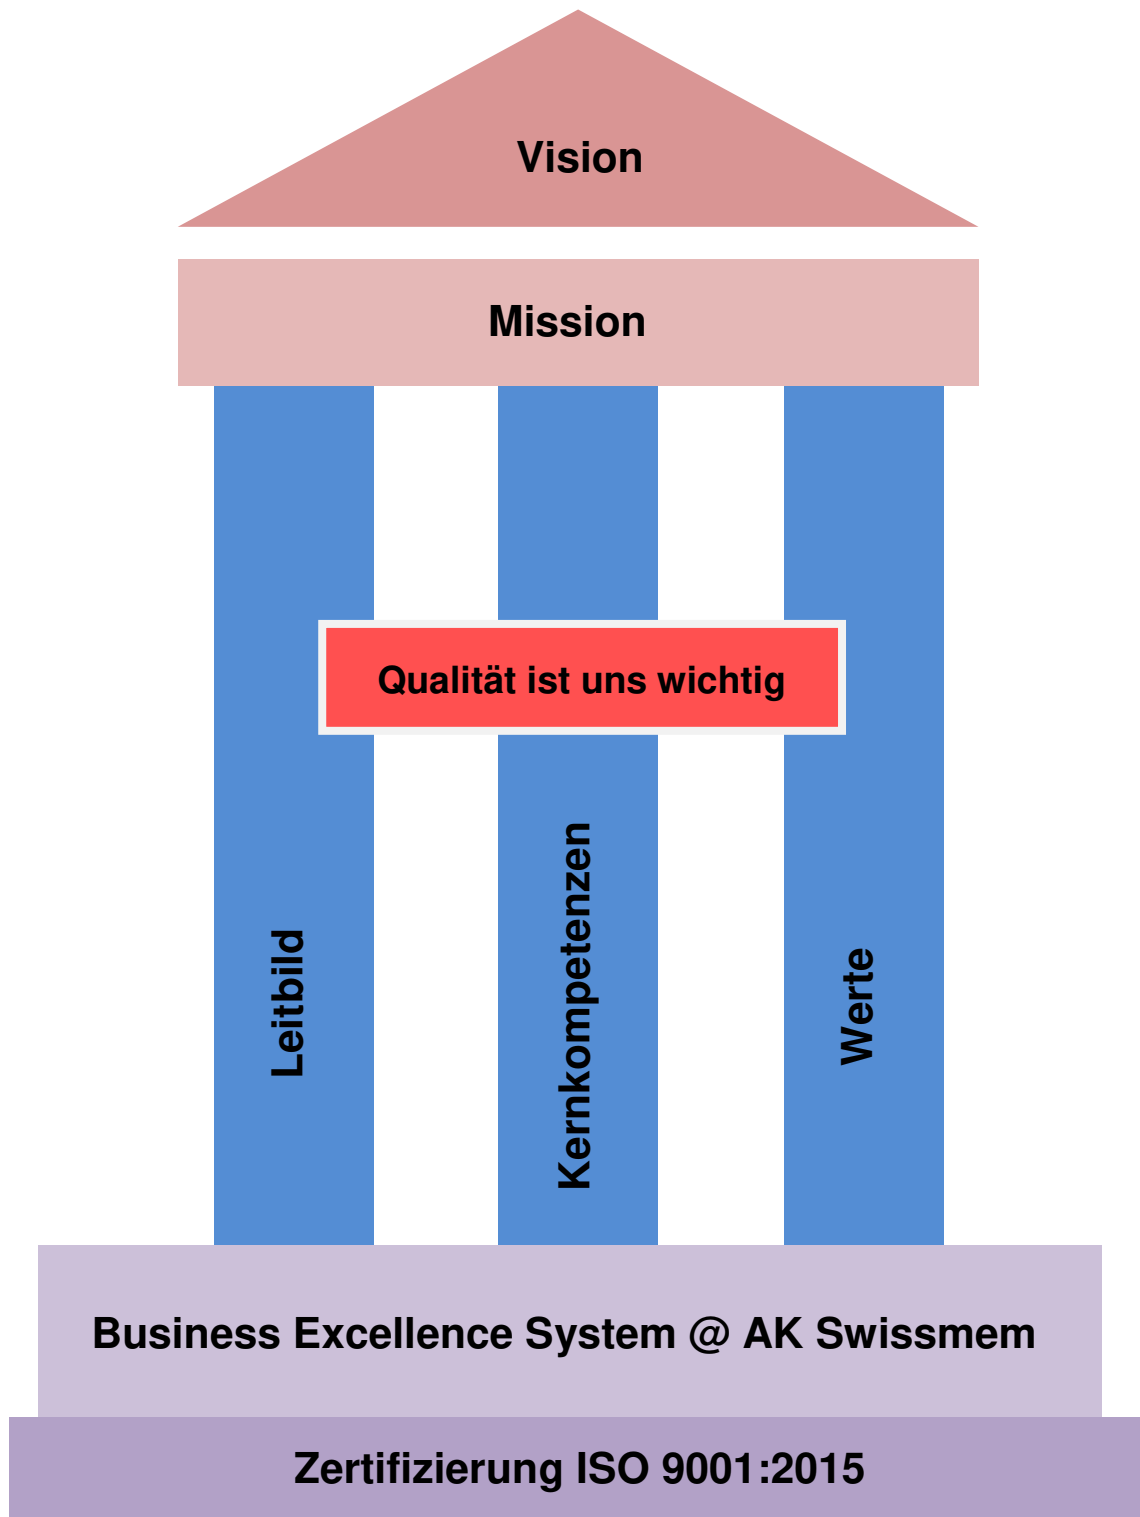 Vision
Mission
Qualität ist uns wichtig
Leitbild
Kernkompetenzen
Werte
Business Excellence System @ AK Swissmem
Zertifizierung ISO 9001:2015